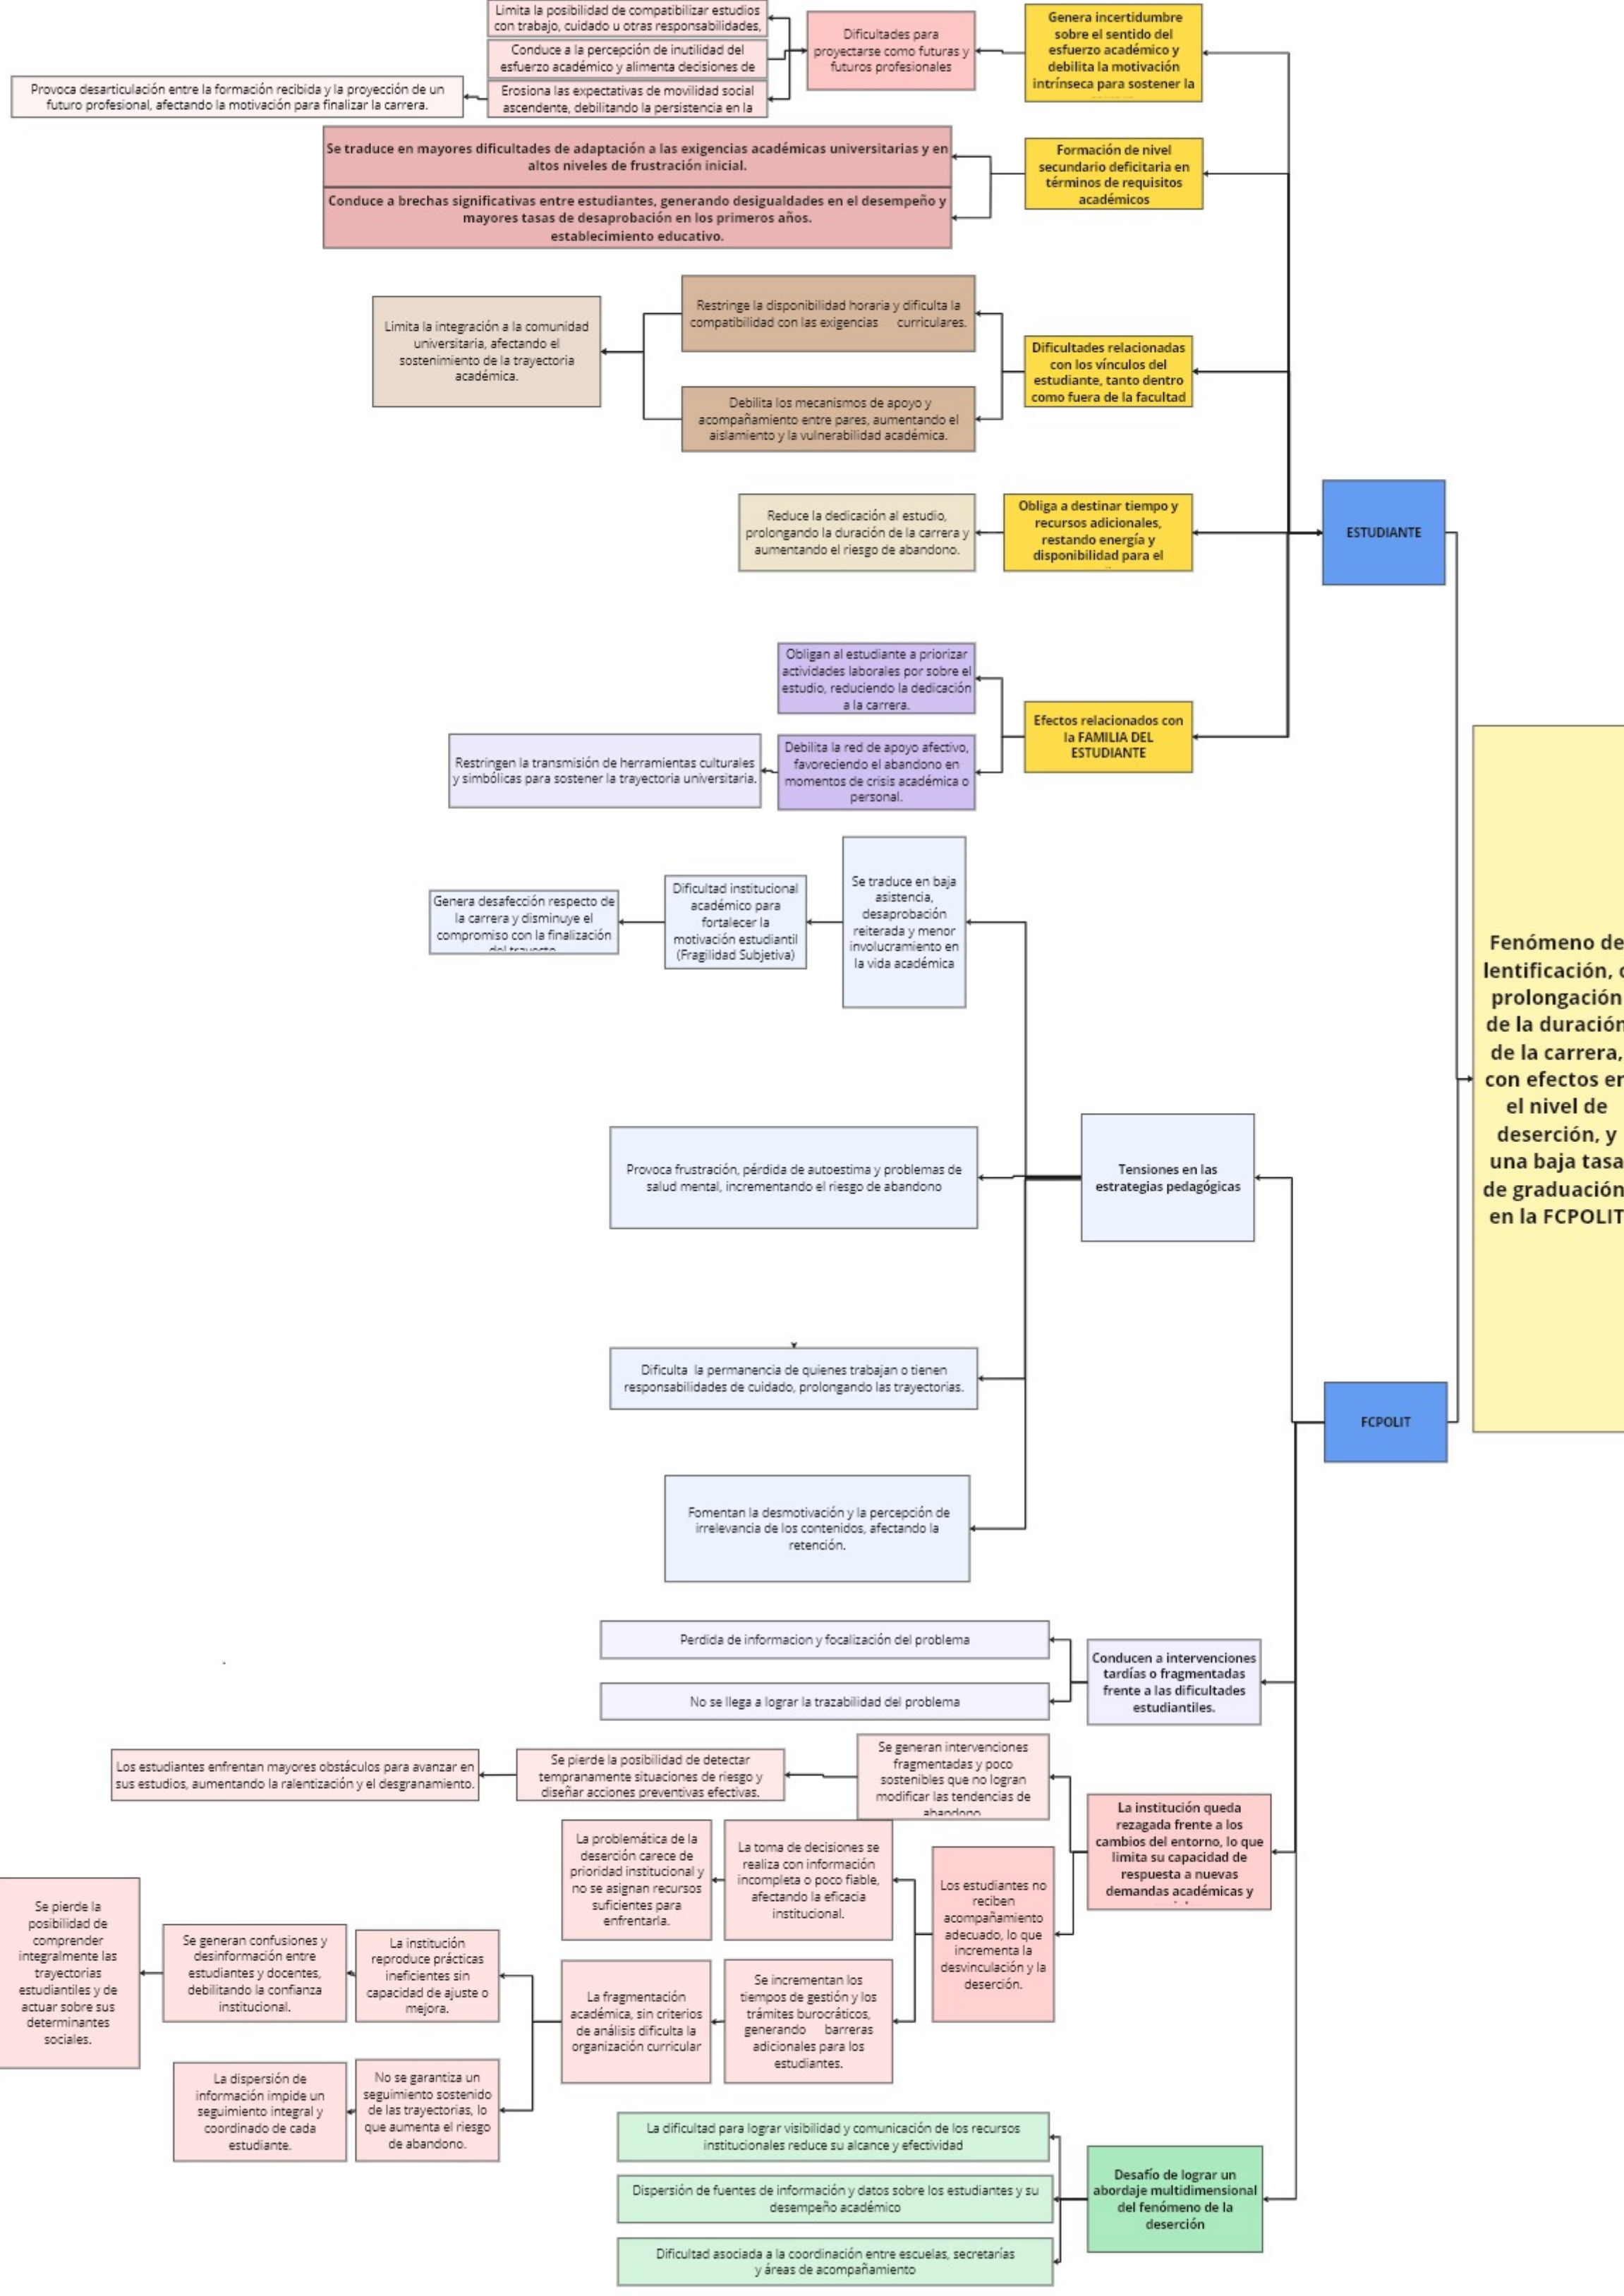 Limita la posibilidad de compatibilizar estudios
con trabajo, cuidado u otras responsabilidades,
Conduce a la percepción de inutilidad del
esfuerzo académico y alimenta decisiones de
Erosiona las expectativas de movilidad social
ascendente, debilitando la persistencia en la
Provoca desarticulación entre la formación recibida y la proyección de un
futuro profesional, afectando la motivación para finalizar la carrera.
Dificultades para
proyectarse como futuras y
futuros profesionales
Genera incertidumbre
sobre el sentido del
esfuerzo académico y
debilita la motivación
intrínseca para sostener la
Se traduce en mayores dificultades de adaptación a las exigencias académicas universitarias y en
altos niveles de frustración inicial.
Conduce a brechas significativas entre estudiantes, generando desigualdades en el desempeño y
mayores tasas de desaprobación en los primeros años.
establecimiento educativo.
Formación de nivel
secundario deficitaria en
términos de requisitos
académicos
Limita la integración a la comunidad
universitaria, afectando el
sostenimiento de la trayectoria
académica.
Restringe la disponibilidad horaria y dificulta la
compatibilidad con las exigencias curriculares.
Debilita los mecanismos de apoyo y
acompañamiento entre pares, aumentando el
aislamiento y la vulnerabilidad académica.
Dificultades relacionadas
con los vínculos del
estudiante, tanto dentro
como fuera de la facultad
Reduce la dedicación al estudio,
prolongando la duración de la carrera y
aumentando el riesgo de abandono.
Obliga a destinar tiempo y
recursos adicionales,
restando energía y
disponibilidad para el
ESTUDIANTE
Obligan al estudiante a priorizar
actividades laborales por sobre el
estudio, reduciendo la dedicación
a la carrera.
Restringen la transmisión de herramientas culturales
y simbólicas para sostener la trayectoria universitaria.
Debilita la red de apoyo afectivo,
favoreciendo el abandono en
momentos de crisis académica o
personal.
Efectos relacionados con
la FAMILIA DEL
ESTUDIANTE
Genera desafección respecto de
la carrera y disminuye el
compromiso con la finalización
del trayecto
Dificultad institucional
académico para
fortalecer la
motivación estudiantil
(Fragilidad Subjetiva)
Se traduce en baja
asistencia,
desaprobación
reiterada y menor
involucramiento en
la vida académica
Fenómeno de
lentificación, o
prolongación
de la duración
de la carrera,
con efectos en
el nivel de
deserción, y
una baja tasa
de graduación
en la FCPOLIT
Provoca frustración, pérdida de autoestima y problemas de
salud mental, incrementando el riesgo de abandono
Tensiones en las
estrategias pedagógicas
Dificulta la permanencia de quienes trabajan o tienen
responsabilidades de cuidado, prolongando las trayectorias.
FCPOLIT
Fomentan la desmotivación y la percepción de
irrelevancia de los contenidos, afectando la
retención.
Perdida de informacion y focalización del problema
No se llega a lograr la trazabilidad del problema
Conducen a intervenciones
tardías o fragmentadas
frente a las dificultades
estudiantiles.
Los estudiantes enfrentan mayores obstáculos para avanzar en
sus estudios, aumentando la ralentización y el desgranamiento.
Se pierde la posibilidad de detectar
tempranamente situaciones de riesgo y
diseñar acciones preventivas efectivas.
Se generan intervenciones
fragmentadas y poco
sostenibles que no logran
modificar las tendencias de
abandono
La institución queda
rezagada frente a los
cambios del entorno, lo que
limita su capacidad de
respuesta a nuevas
demandas académicas y
La problemática de la
deserción carece de
prioridad institucional y
no se asignan recursos
suficientes para
enfrentarla.
La toma de decisiones se
realiza con información
incompleta o poco fiable,
afectando la eficacia
institucional.
Los estudiantes no
reciben
acompañamiento
adecuado, lo que
incrementa la
desvinculación y la
deserción.
Se pierde la
posibilidad de
comprender
integralmente las
trayectorias
estudiantiles y de
actuar sobre sus
determinantes
sociales.
Se generan confusiones y
desinformación entre
estudiantes y docentes,
debilitando la confianza
institucional.
La institución
reproduce prácticas
ineficientes sin
capacidad de ajuste o
mejora.
La fragmentación
académica, sin criterios
de análisis dificulta la
organización curricular
Se incrementan los
tiempos de gestión y los
trámites burocráticos,
generando barreras
adicionales para los
estudiantes.
La dispersión de
información impide un
seguimiento integral y
coordinado de cada
estudiante.
No se garantiza un
seguimiento sostenido
de las trayectorias, lo
que aumenta el riesgo
de abandono.
La dificultad para lograr visibilidad y comunicación de los recursos
institucionales reduce su alcance y efectividad
Dispersión de fuentes de información y datos sobre los estudiantes y su
desempeño académico
Dificultad asociada a la coordinación entre escuelas, secretarías
y áreas de acompañamiento
Desafío de lograr un
abordaje multidimensional
del fenómeno de la
deserción